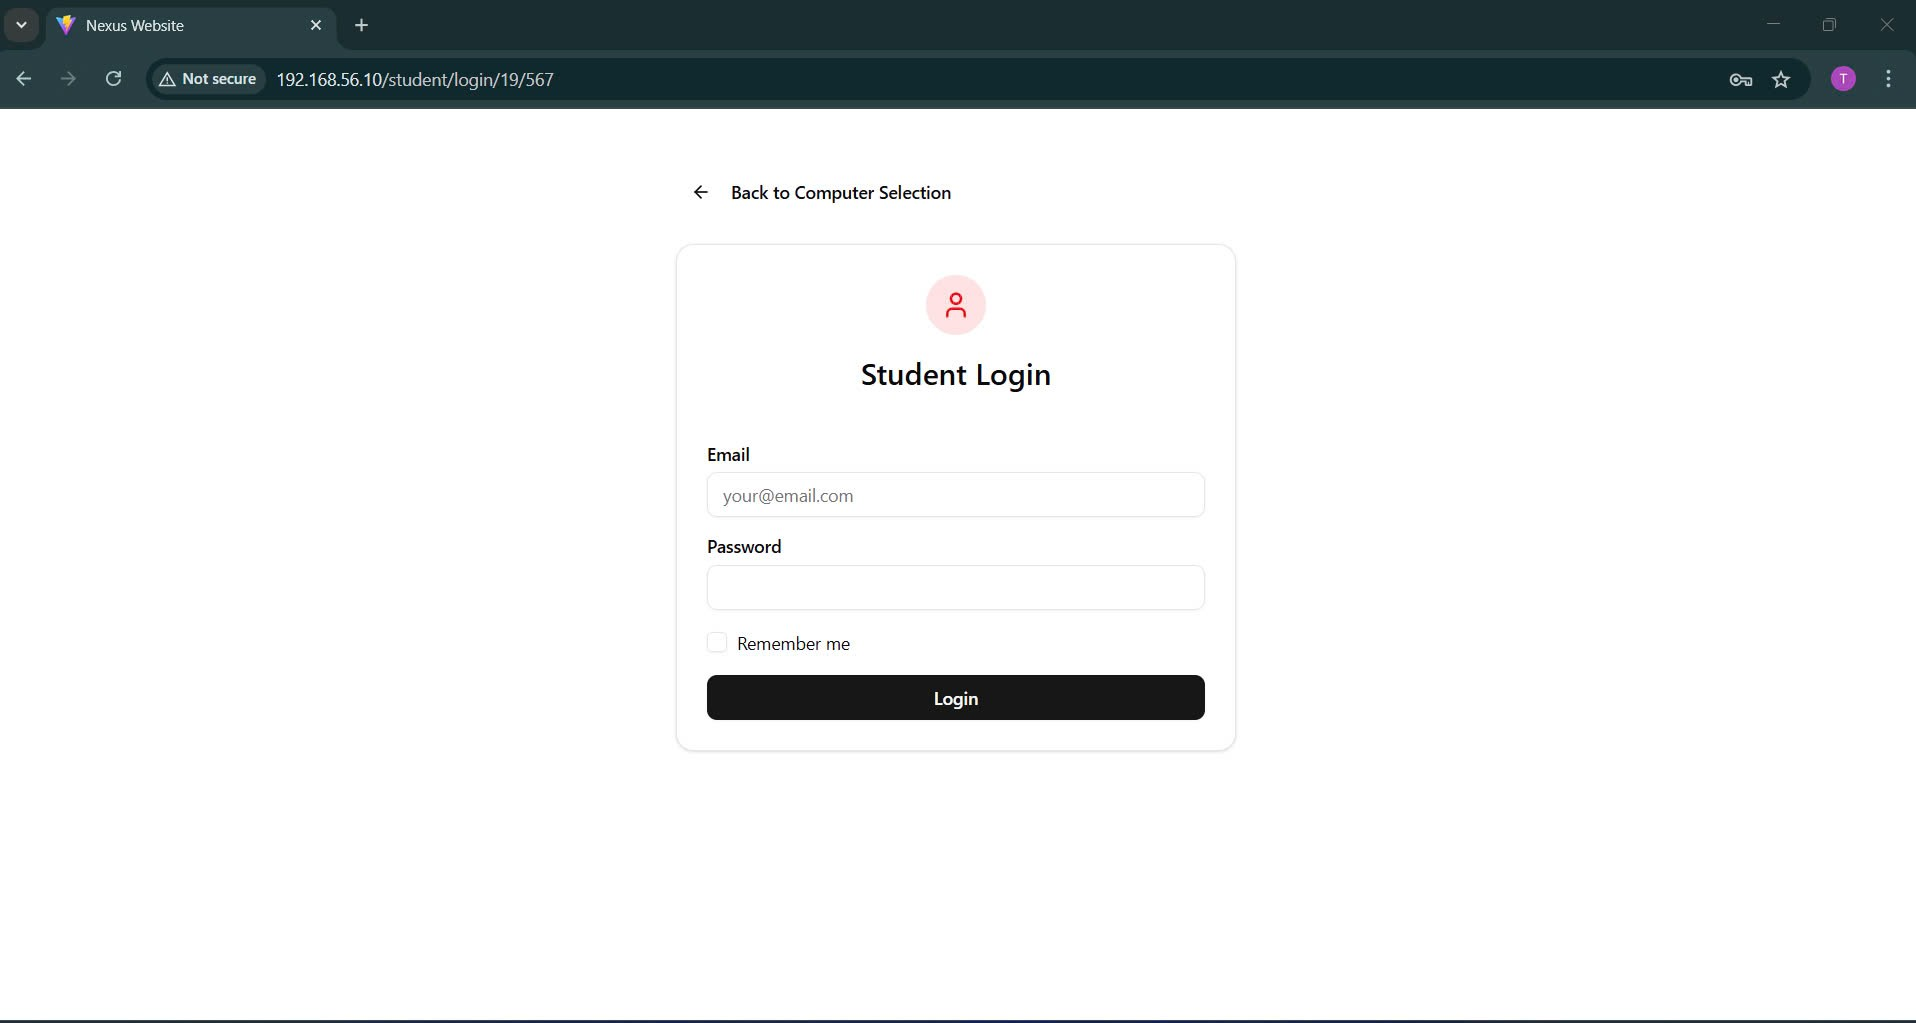 Nexus Website
Not secure 192.168.56.10/student/login/19/567
T
Back to Computer Selection
Student Login
Email
your@email.com
Password
Remember me
Login